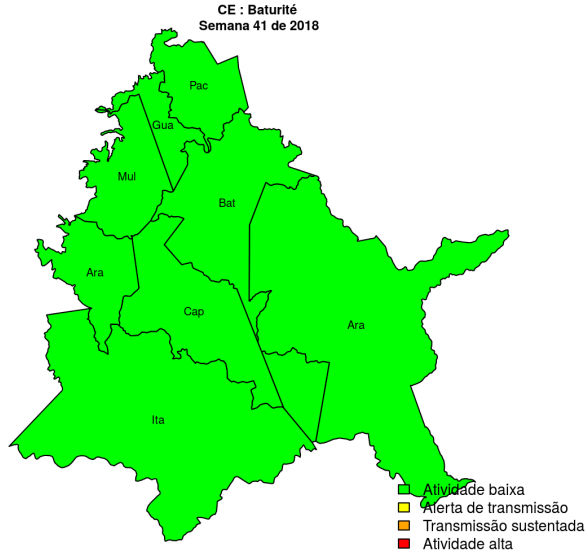 CE : Baturité
Semana 41 de 2018
Pac
Gua
Mul
Bat
Ara
Cap
Ara
Ita
Atividade baixa
Alerta de transmissão
Transmissão sustentada
Atividade alta